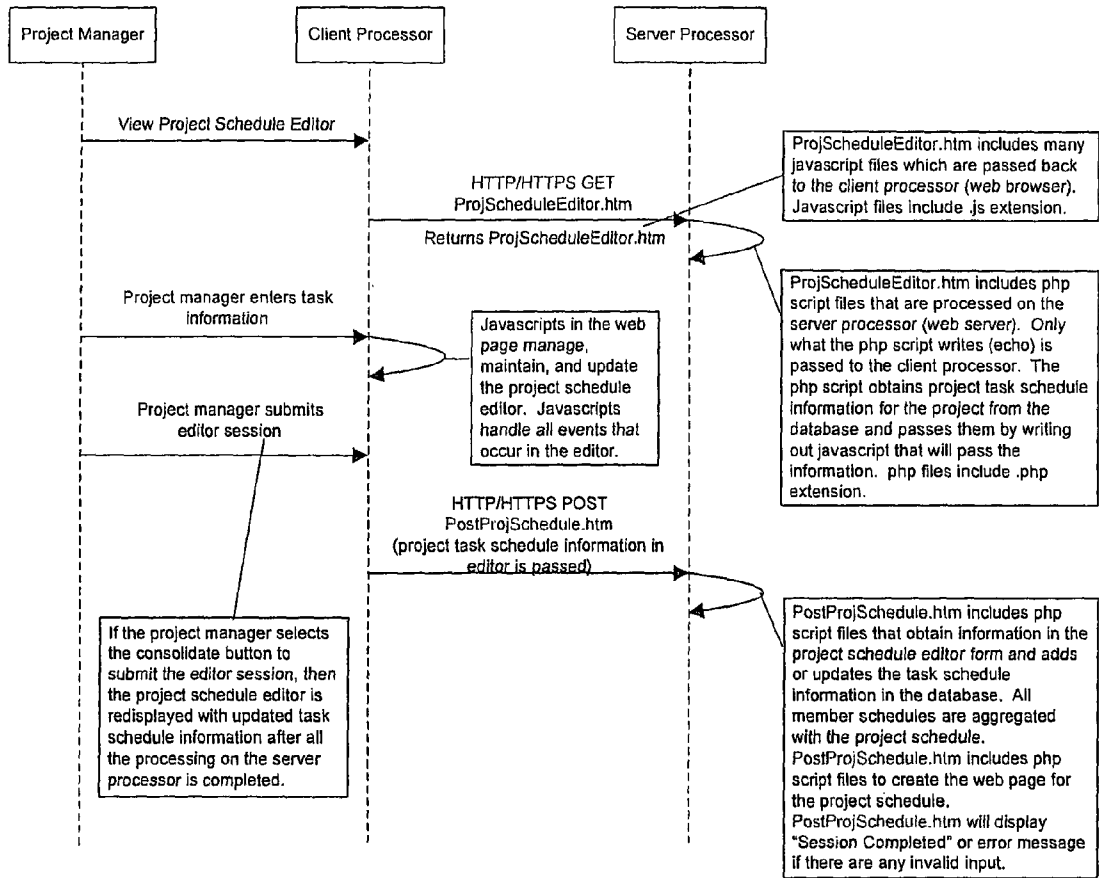 Project Manager
Client Processor
Server Processor
View Project Schedule Editor
HTTP/HTTPS GET
ProjScheduleEditor.htm
Returns ProjScheduleEditor.htm
ProjScheduleEditor.htm includes many
javascript files which are passed back
to the client processor (web browser).
Javascript files include .js extension.
ProjScheduleEditor.htm includes php
script files that are processed on the
server processor (web server). Only
what the php script writes (echo) is
passed to the client processor. The
php script obtains project task schedule
information for the project from the
database and passes them by writing
out javascript that will pass the
information. php files include .php
extension.
Project manager enters task
information
Javascripts in the web
page manage,
maintain, and update
the project schedule
editor. Javascripts
handle all events that
occur in the editor.
Project manager submits
editor session
HTTP/HTTPS POST
PostProjSchedule.htm
(project task schedule information in
editor is passed)
If the project manager selects
the consolidate button to
submit the editor session, then
the project schedule editor is
redisplayed with updated task
schedule information after all
the processing on the server
processor is completed.
PostProjSchedule.htm includes php
script files that obtain information in the
project schedule editor form and adds
or updates the task schedule
information in the database. All
member schedules are aggregated
with the project schedule.
PostProjSchedule.htm includes php
script files to create the web page for
the project schedule.
PostProjSchedule.htm will display
"Session Completed" or error message
if there are any invalid input.